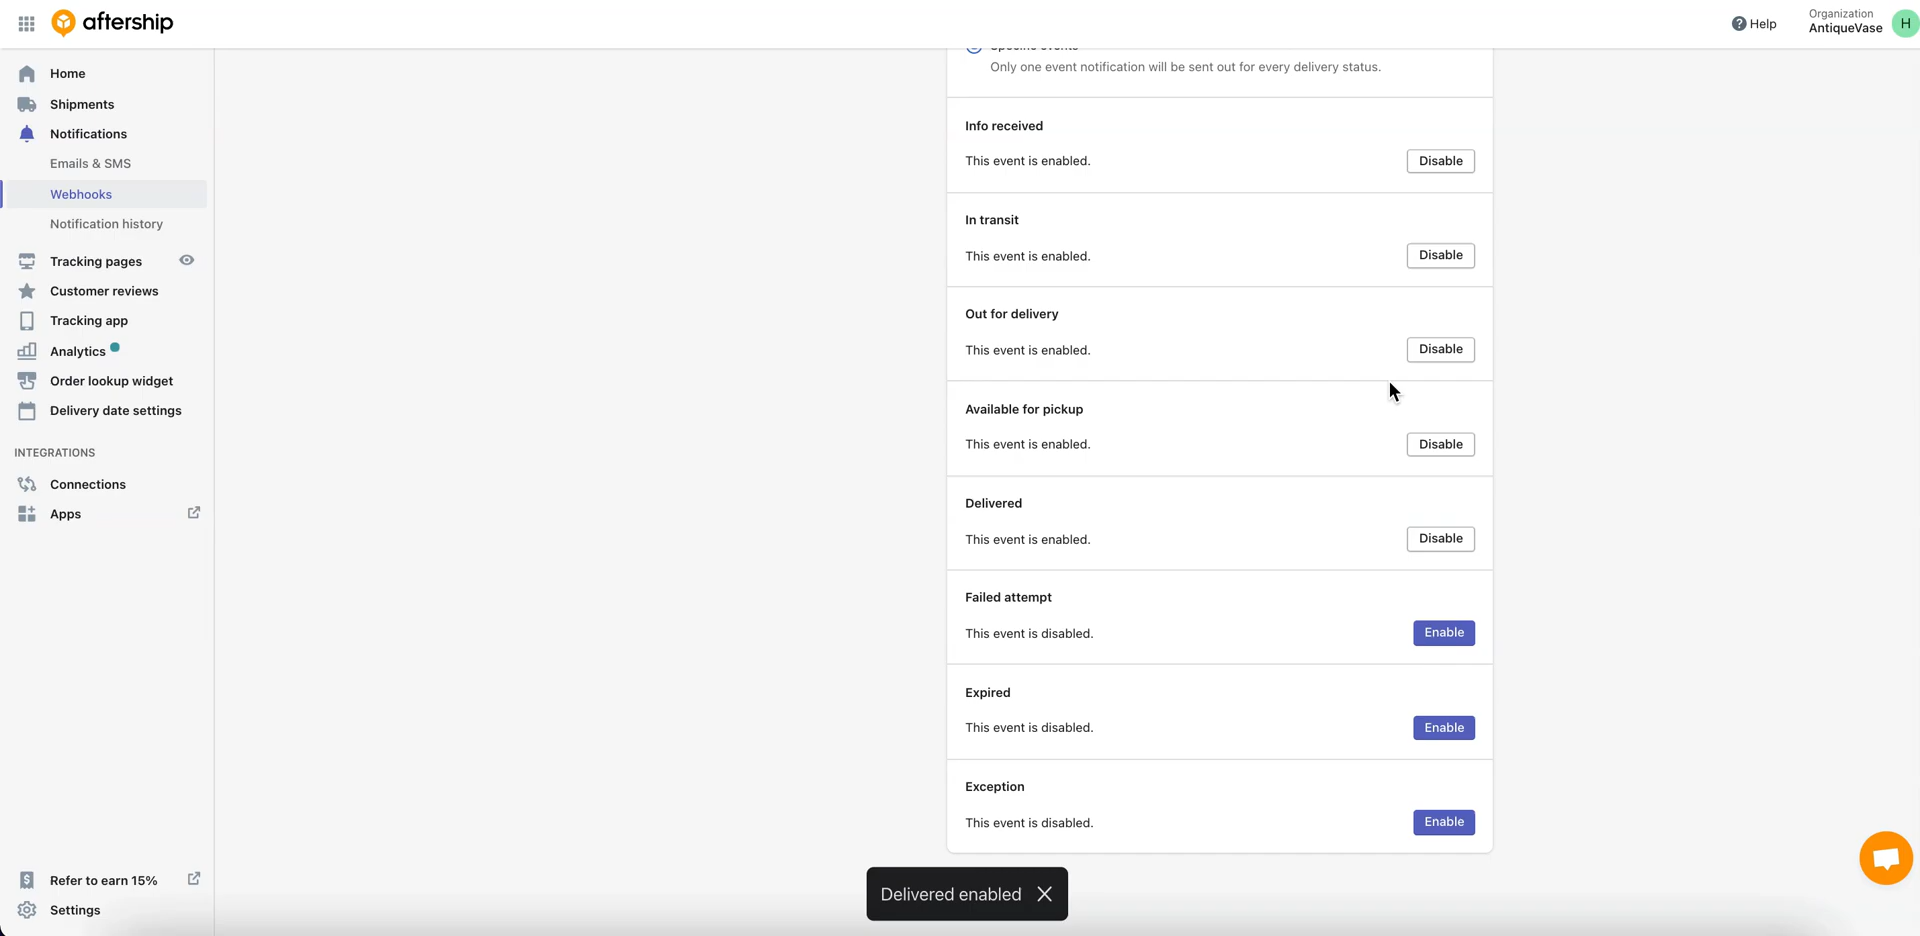 aftership
Help
Organization
AntiqueVase
H
Home
Shipments
Notifications
Emails & SMS
Webhooks
Notification history
Tracking pages
Customer reviews
Tracking app
Analytics
Order lookup widget
Delivery date settings
INTEGRATIONS
Connections
Apps
Refer to earn 15%
Settings
Specific events
Only one event notification will be sent out for every delivery status.
Info received
This event is enabled.
Disable
In transit
This event is enabled.
Disable
Out for delivery
This event is enabled.
Disable
Available for pickup
This event is enabled.
Disable
Delivered
This event is enabled.
Disable
Failed attempt
This event is disabled.
Enable
Expired
This event is disabled.
Enable
Exception
This event is disabled.
Enable
Delivered enabled